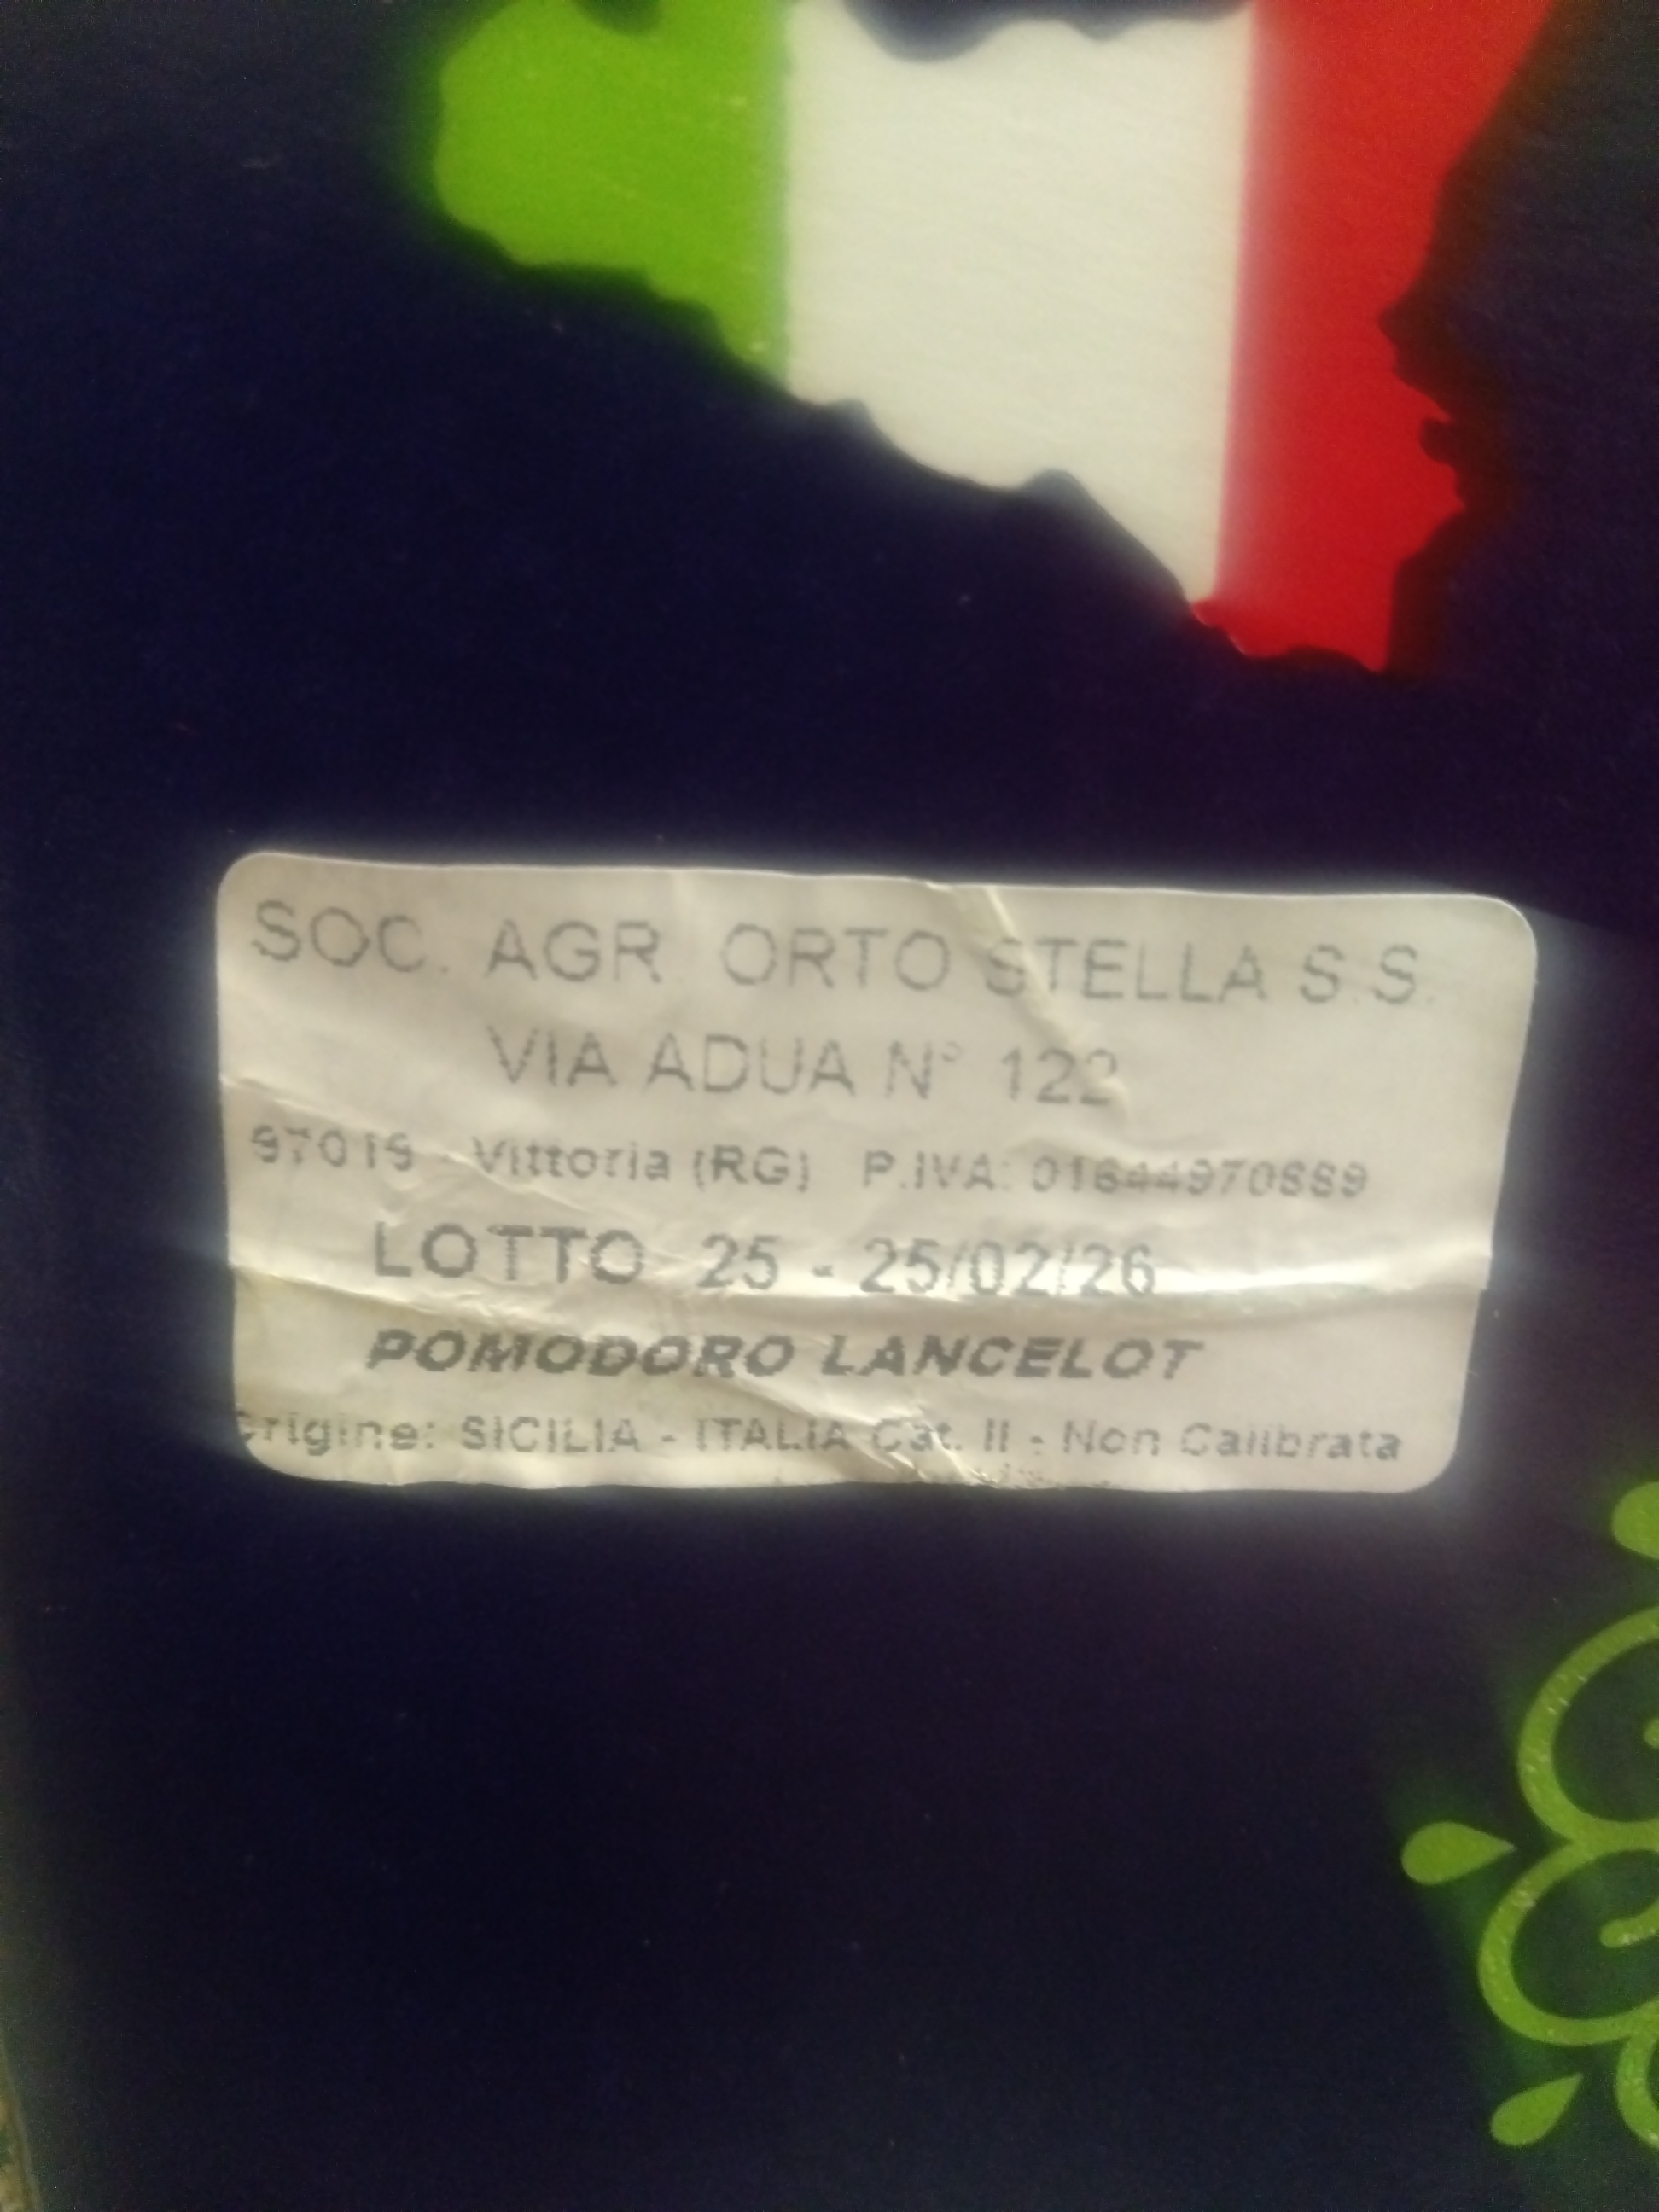 SOC. AGR. ORTO STELLA S.S.
VIA ADUA N° 122
97019 - Vittoria (RG) P.IVA: 01644970889
LOTTO 25 - 25/02/26
POMODORO LANCELOT
Origine: SICILIA - ITALIA Cat. II - Non Calibrata